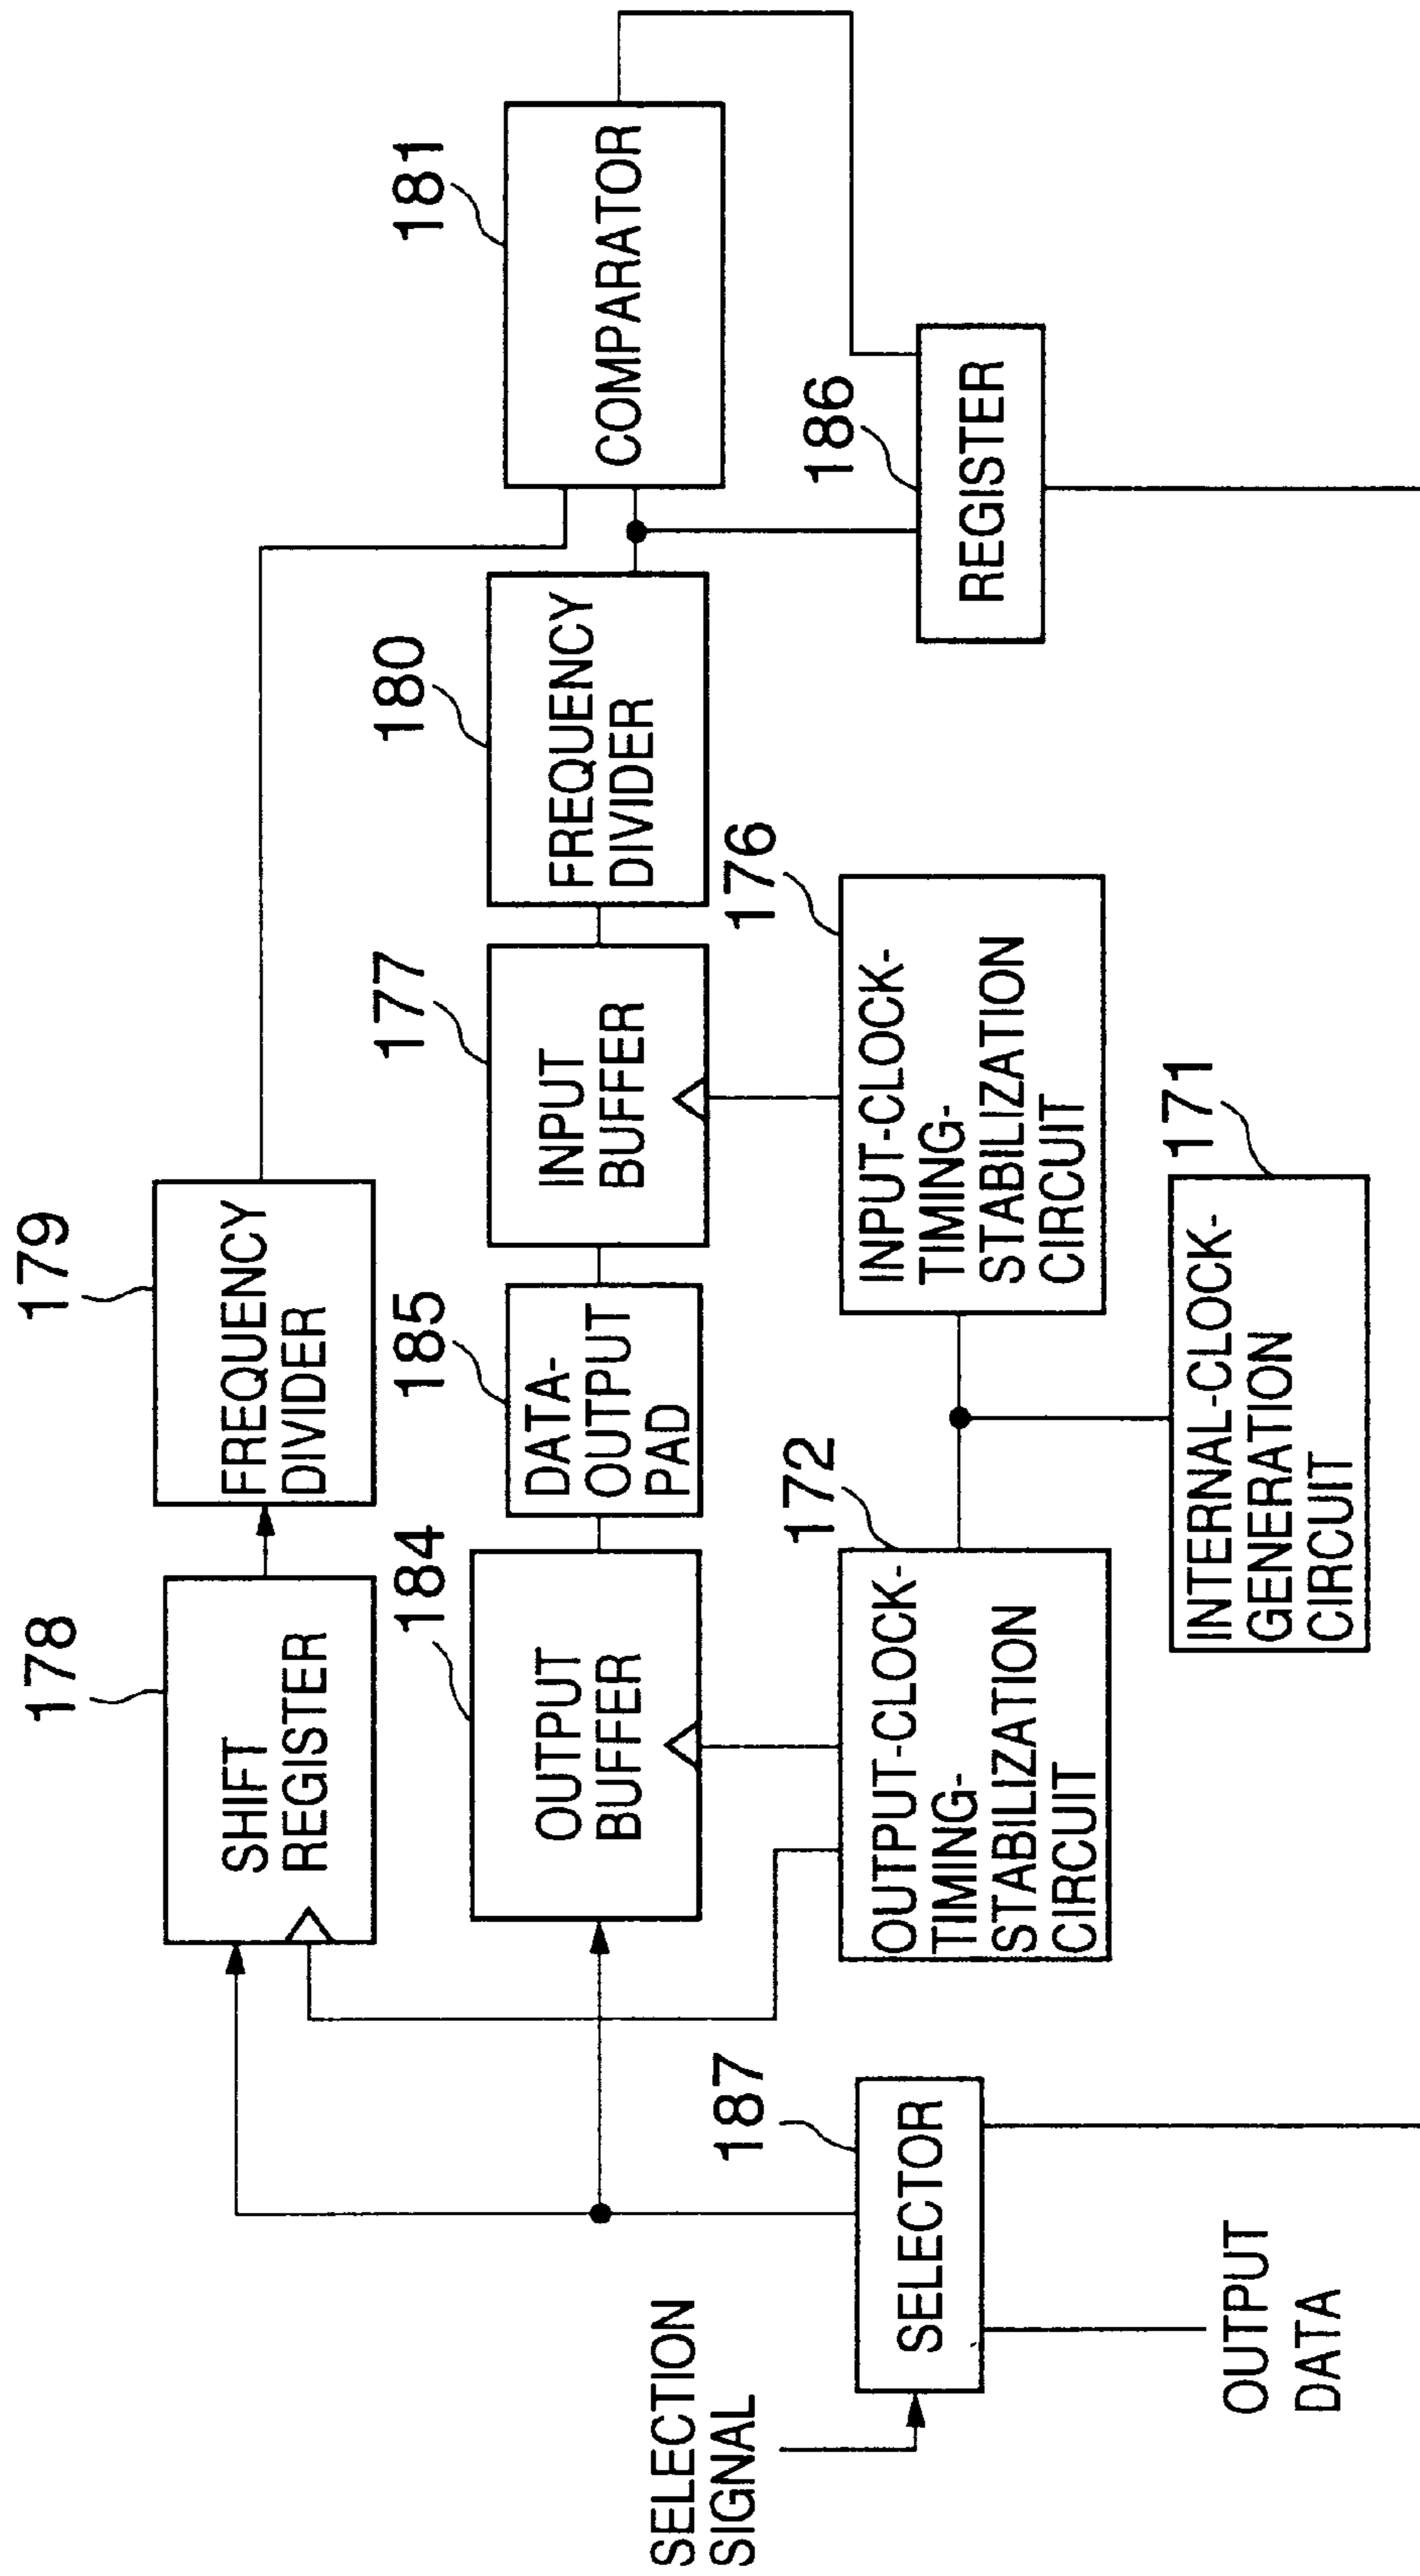 178
SHIFT
REGISTER
179
FREQUENCY
DIVIDER
184
OUTPUT
BUFFER
185
DATA-
OUTPUT
PAD
177
INPUT
BUFFER
180
FREQUENCY
DIVIDER
181
COMPARATOR
SELECTION
SIGNAL
187
SELECTOR
OUTPUT
DATA
172
OUTPUT-CLOCK-
TIMING-
STABILIZATION
CIRCUIT
176
INPUT-CLOCK-
TIMING-
STABILIZATION
CIRCUIT
171
INTERNAL-CLOCK-
GENERATION
CIRCUIT
186
REGISTER